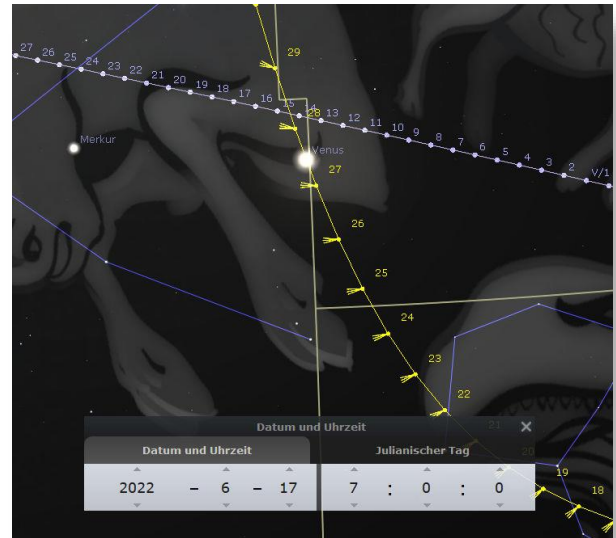 29
27 26 25 24 23 22 21 20 19 18 17 16 15 14 13 12 11 10 9 8 7 6 5 4 3 2 V/1
28
Merkur
Venus
27
26
25
24
23
22
21
20
19
18
Datum und Uhrzeit
Datum und Uhrzeit Julianischer Tag
2022 - 6 - 17 7 : 0 : 0